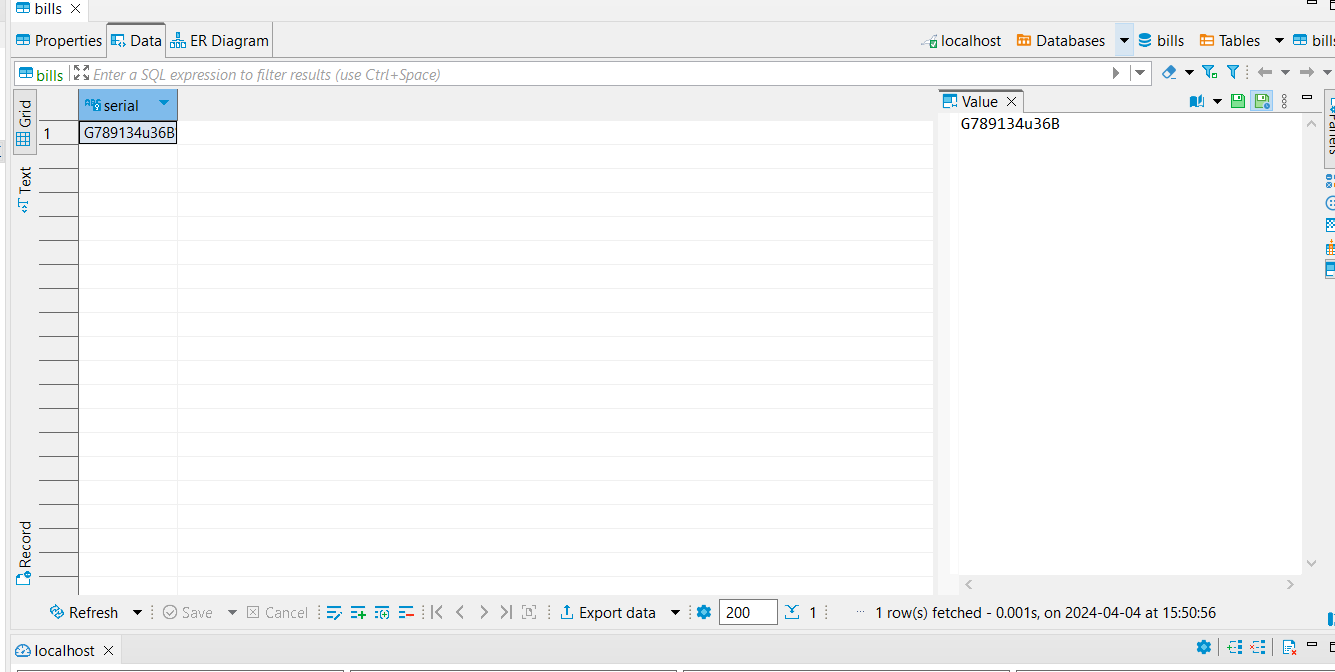 bills
Properties Data ER Diagram localhost Databases bills Tables bills
bills Enter a SQL expression to filter results (use Ctrl+Space)
Grid ABC serial Value
1 G789134u36B G789134u36B
Text
Panels
Record
Refresh Save Cancel Export data 200 1 1 row(s) fetched - 0.001s, on 2024-04-04 at 15:50:56
localhost